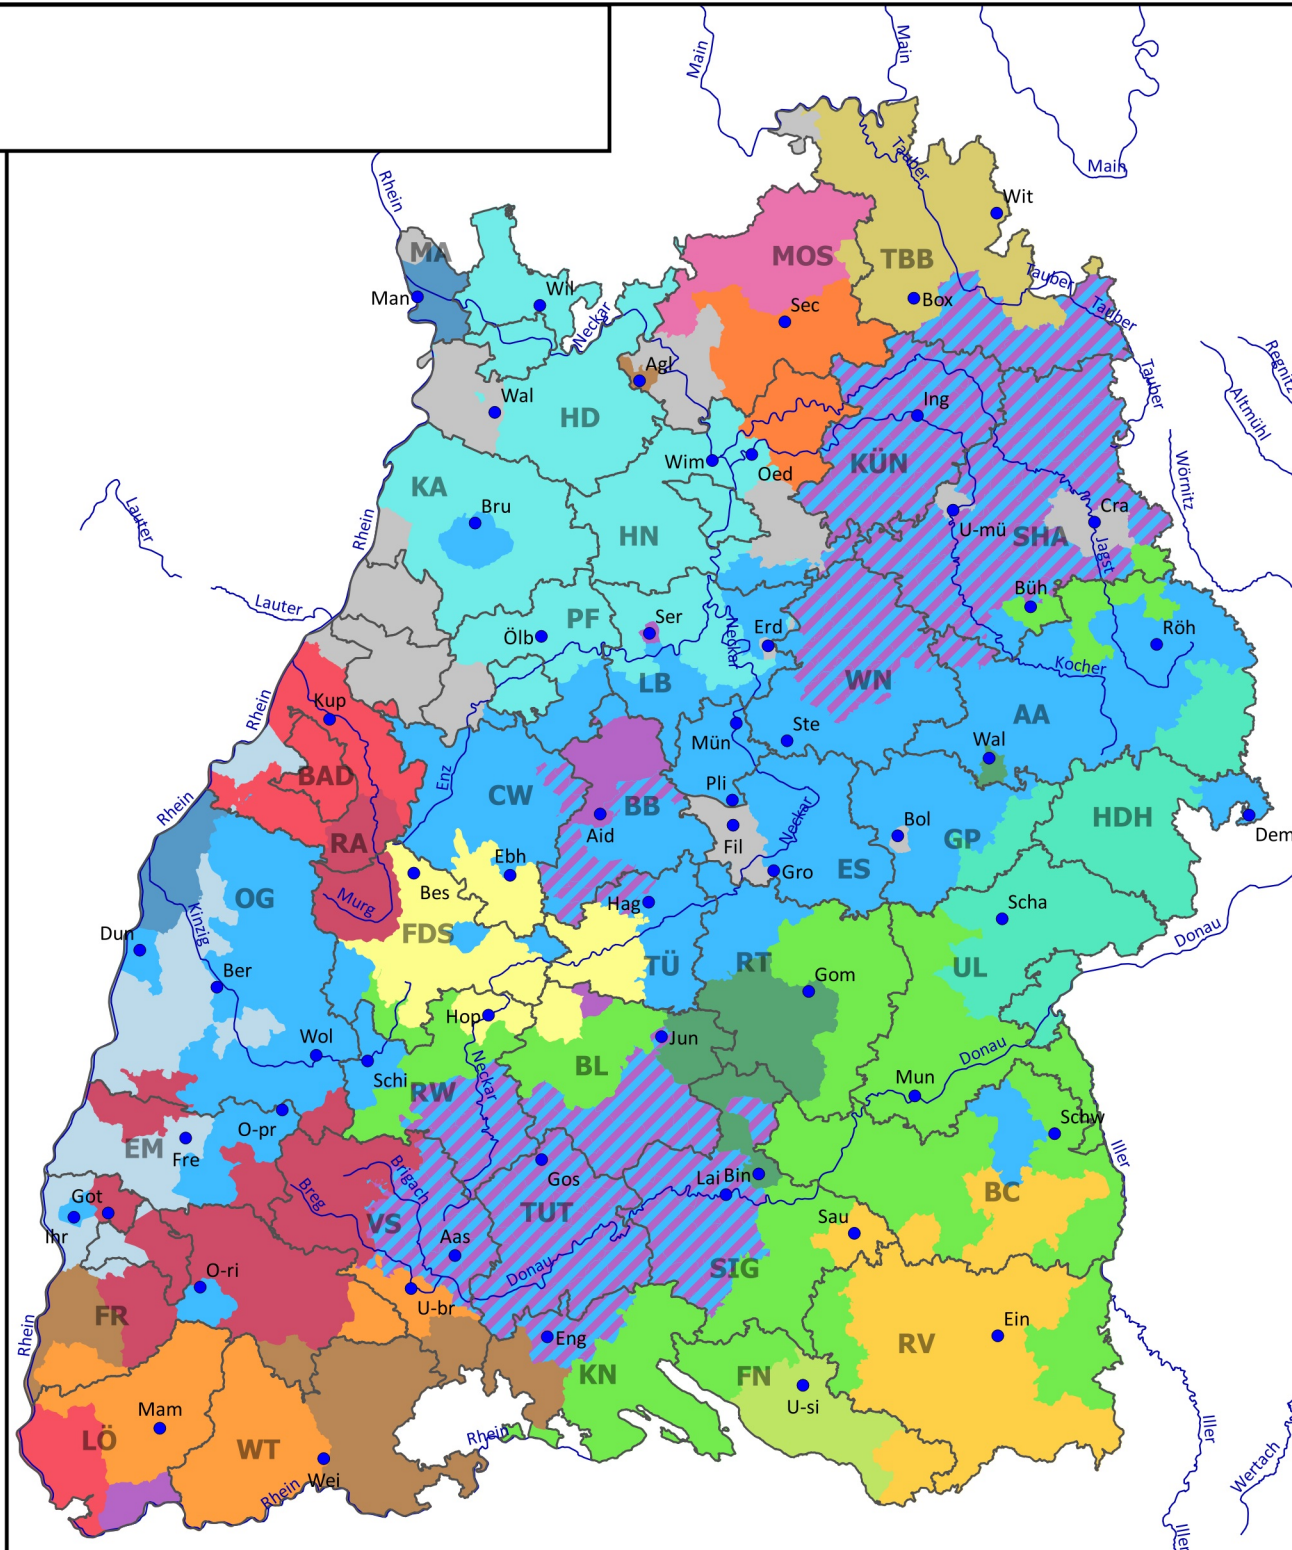 Main
Main
Main
Rhein
Tauber
Wit
MA
MOS
TBB
Man
Wil
Neckar
Sec
Box
Tauber
Tauber
Regnitz
Agl
Tauber
Altmühl
Wal
HD
Ing
Wim
Oed
KÜN
Wörnitz
KA
Bru
HN
U-mü
SHA
Cra
Jagst
Lauter
Rhein
Lauter
PF
Ölb
Ser
Neckar
Erd
Büh
Röh
Kocher
LB
WN
Rhein
Kup
Mün
Ste
AA
Wal
BAD
Enz
CW
BB
Pli
Neckar
HDH
Rhein
Aid
Fil
Bol
GP
Dem
RA
Ebh
Bes
Gro
ES
Murg
OG
Kinzig
Hag
Scha
FDS
Dun
Donau
Ber
TÜ
RT
Gom
UL
Hop
Wol
Jun
Schi
Neckar
BL
Donau
RW
Mun
Schw
O-pr
EM
Fre
Iller
Brigach
Gos
Lai
Bin
Breg
Got
BC
Ihr
VS
TUT
Sau
Aas
Donau
SIG
O-ri
U-br
FR
Rhein
Eng
Ein
RV
KN
FN
U-si
Mam
LÖ
WT
Rhein
Iller
Wei
Rhein
Wertach
Iller